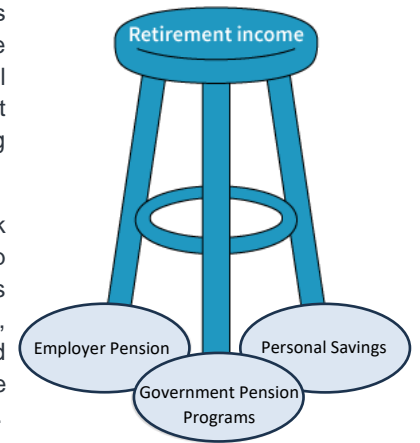 Retirement income
Employer Pension
Personal Savings
Government Pension
Programs